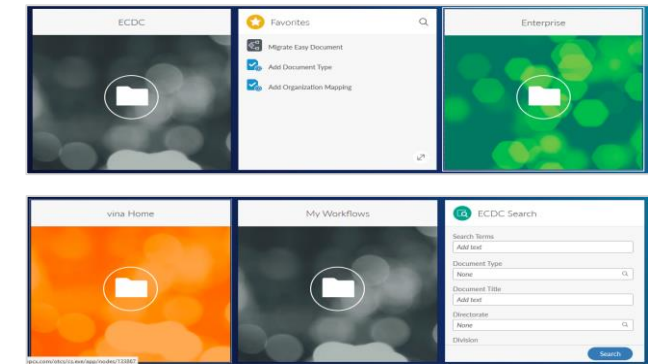 ECDC
Favorites
Enterprise
Migrate Easy Document
Add Document Type
Add Organization Mapping
vina Home
My Workflows
ECDC Search
Search Terms
Add text
Document Type
None
Document Title
Add text
Directorate
None
Division
Search